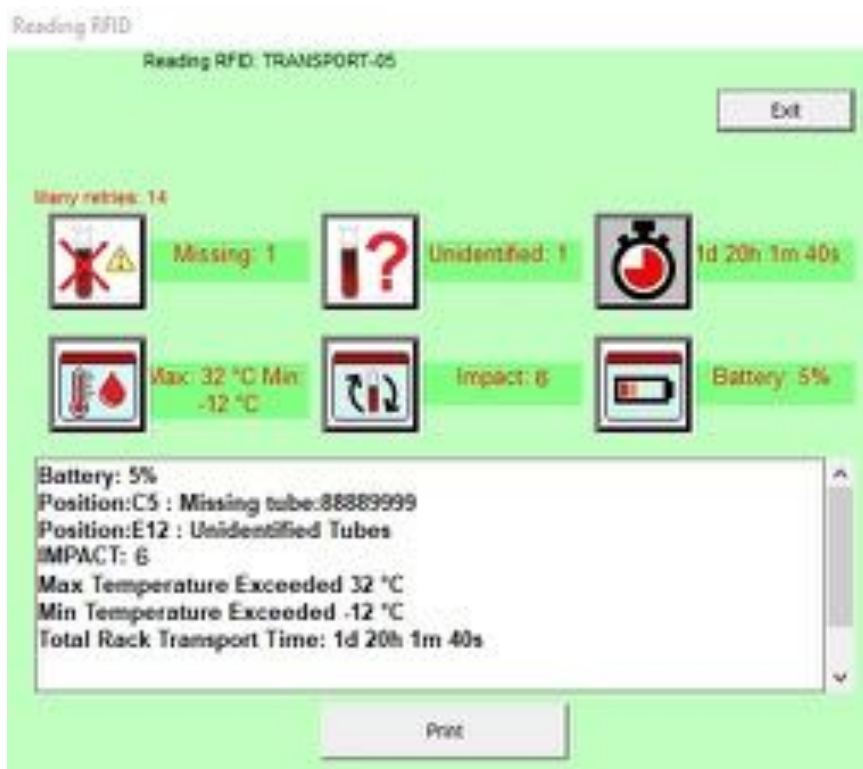 Reading RFID
Reading RFID: TRANSPORT-05
Exit
Many retries: 14
Missing: 1
Unidentified: 1
1d 20h 1m 40s
Max: 32 °C Min:
-12 °C
Impact: 6
Battery: 5%
Battery: 5%
Position:C5 : Missing tube:88889999
Position:E12 : Unidentified Tubes
IMPACT: 6
Max Temperature Exceeded 32 °C
Min Temperature Exceeded -12 °C
Total Rack Transport Time: 1d 20h 1m 40s
Print